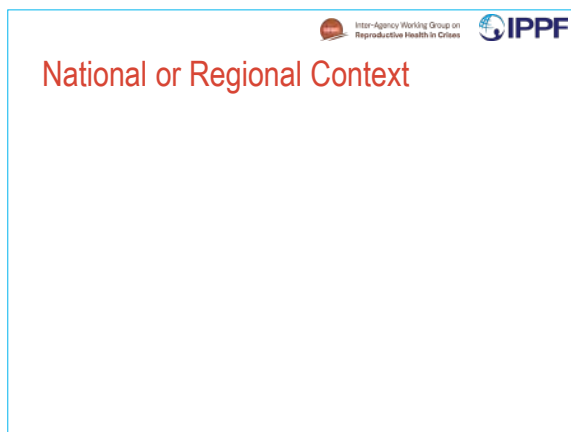 Inter-Agency Working Group on
Reproductive Health in Crises
IPPF
National or Regional Context